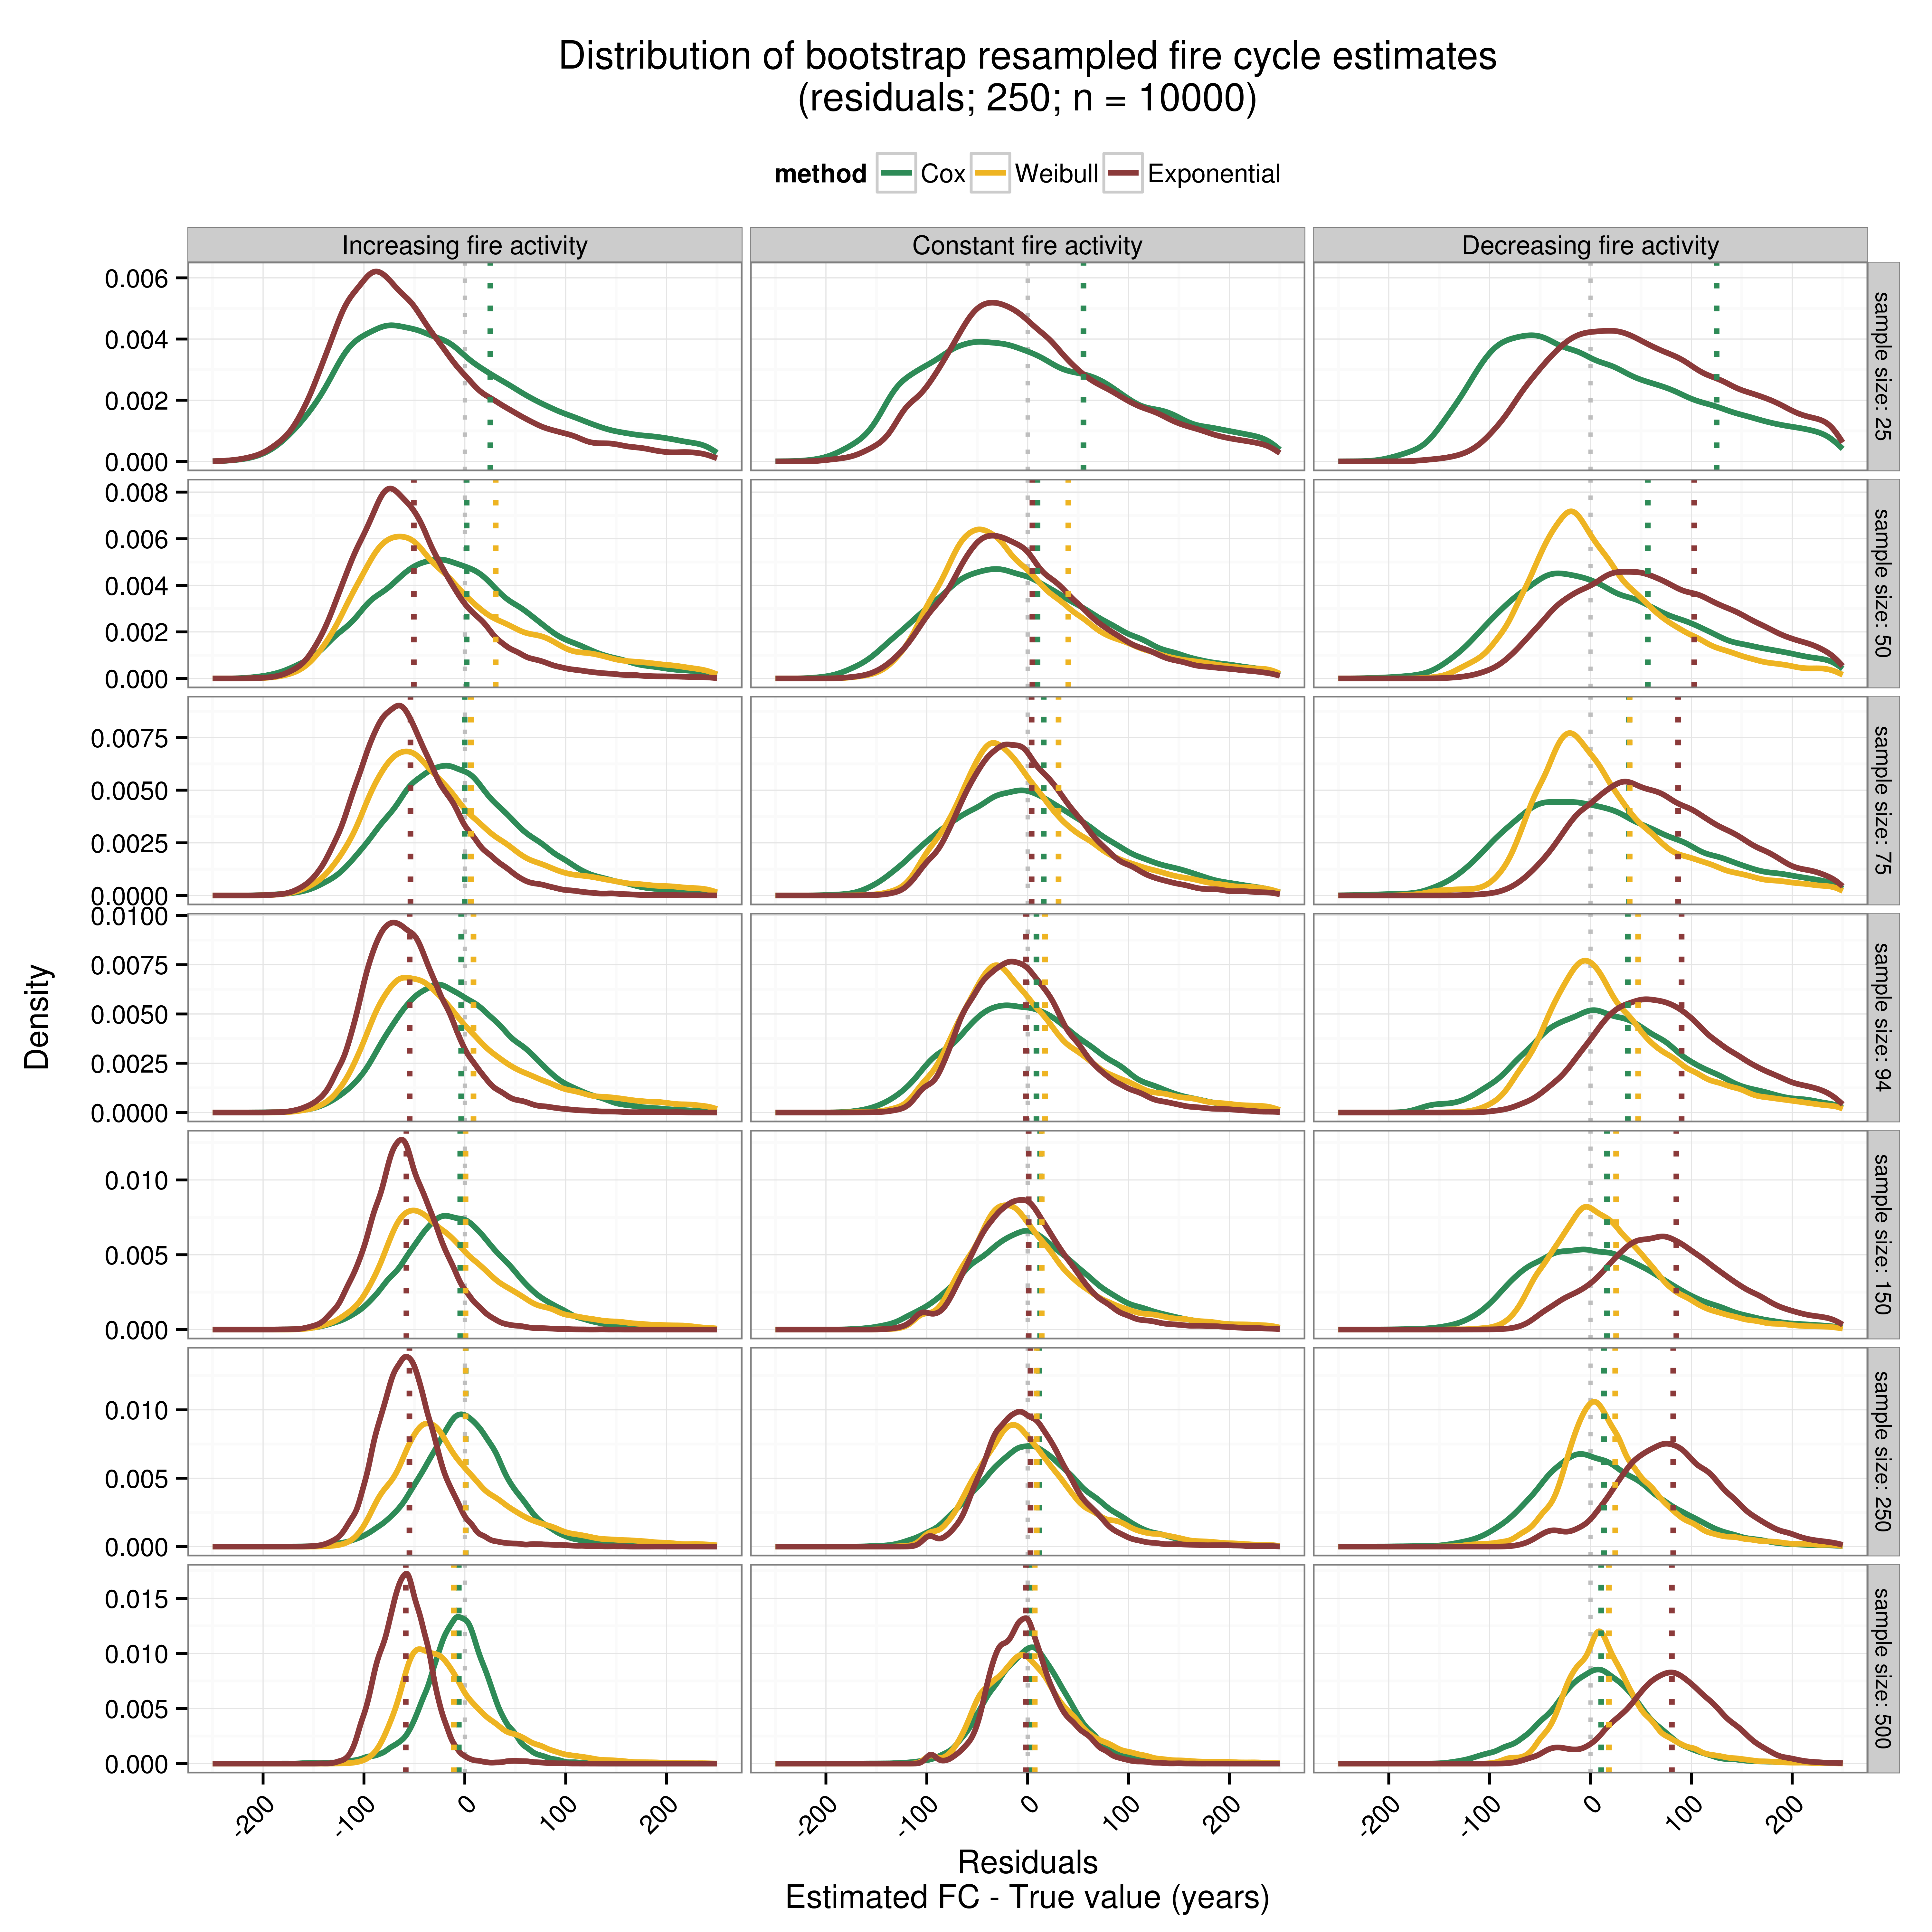 Distribution of bootstrap resampled fire cycle estimates
(residuals; 250; n = 10000)
method Cox Weibull Exponential
Increasing fire activity Constant fire activity Decreasing fire activity
0.006
0.004
0.002
0.000
sample size: 25
0.008
0.006
0.004
0.002
0.000
sample size: 50
0.0075
0.0050
0.0025
0.0000
sample size: 75
0.0100
0.0075
0.0050
0.0025
0.0000
sample size: 94
0.010
0.005
0.000
sample size: 150
0.010
0.005
0.000
sample size: 250
0.015
0.010
0.005
0.000
sample size: 500
Density
-200 -100 0 100 200 -200 -100 0 100 200 -200 -100 0 100 200
Residuals
Estimated FC - True value (years)